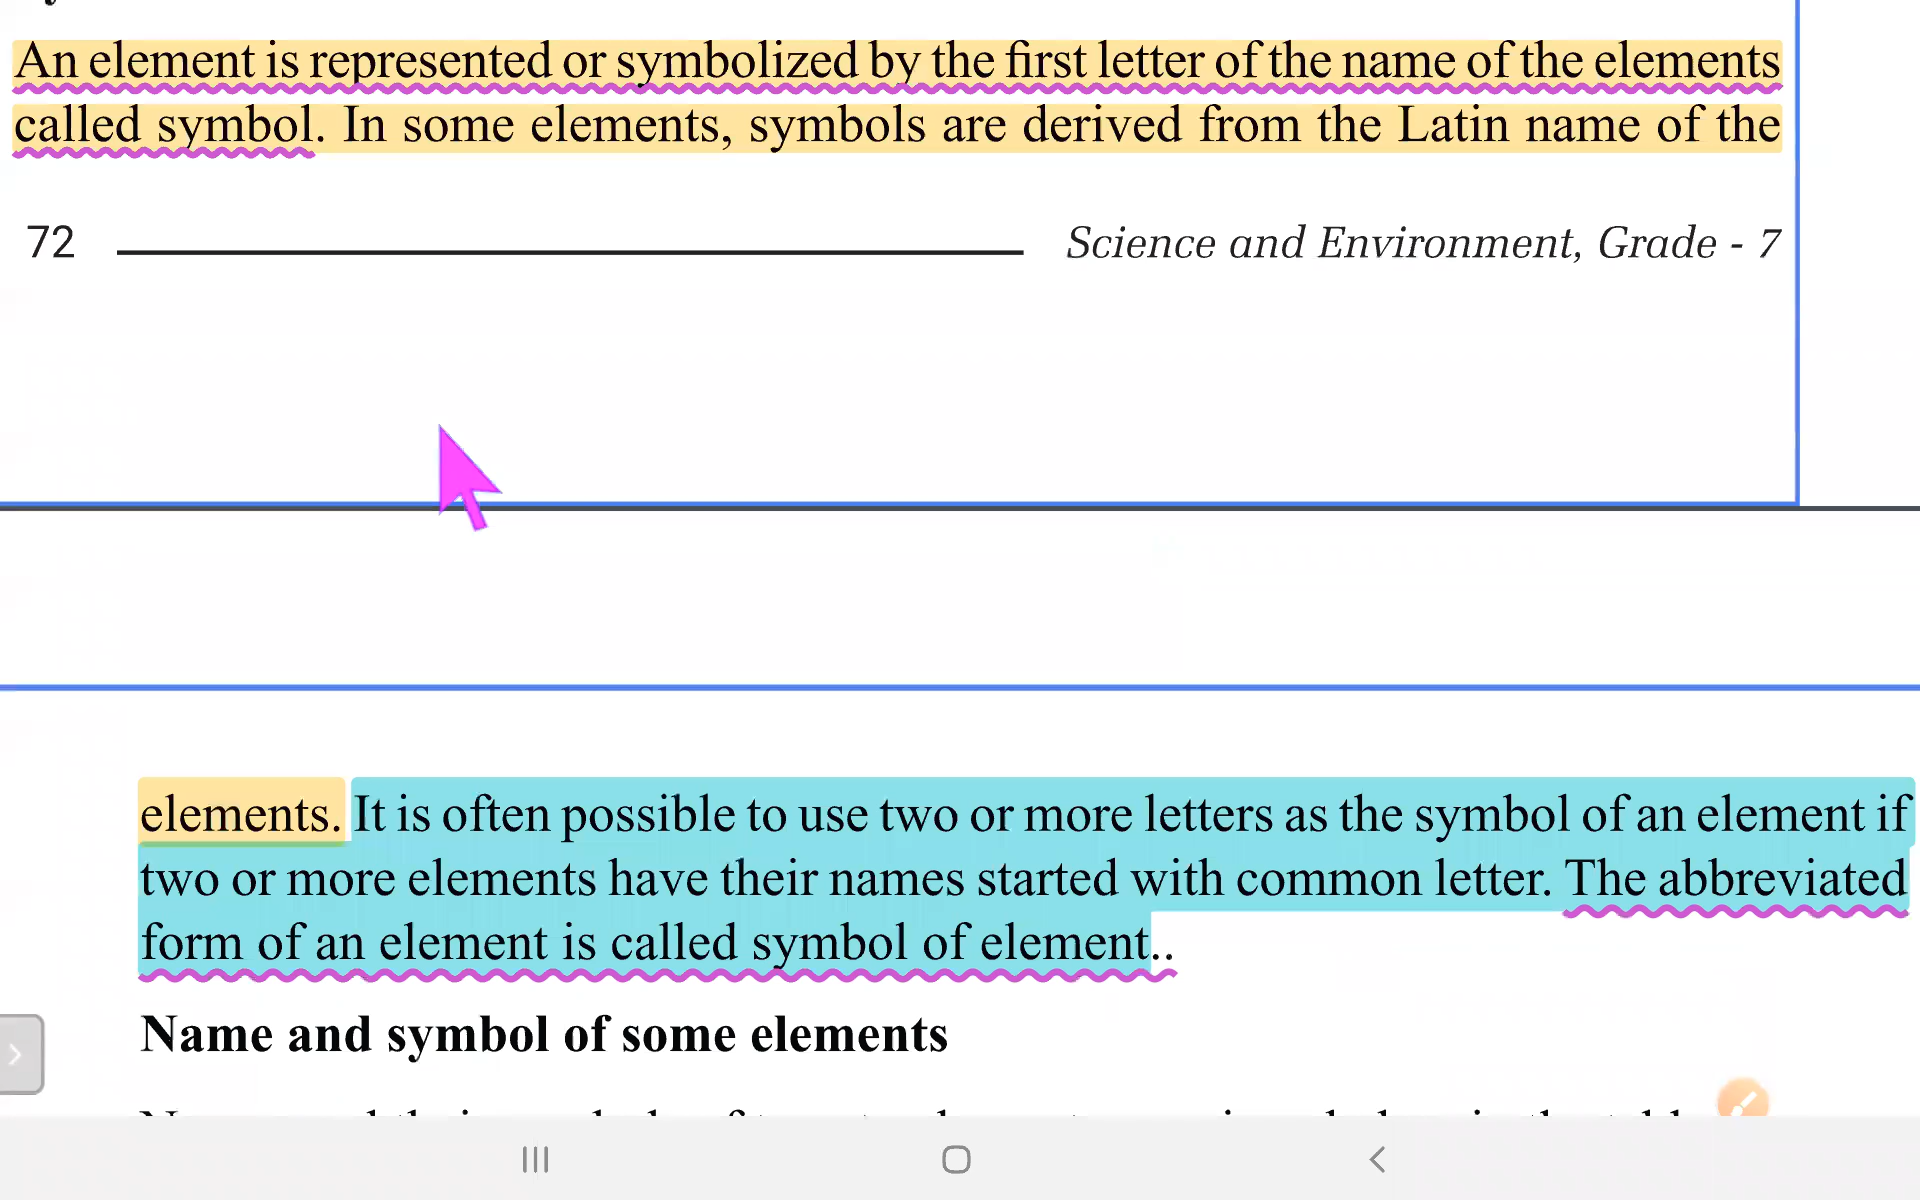 An element is represented or symbolized by the first letter of the name of the elements
called symbol. In some elements, symbols are derived from the Latin name of the
72 Science and Environment, Grade - 7
elements. It is often possible to use two or more letters as the symbol of an element if
two or more elements have their names started with common letter. The abbreviated
form of an element is called symbol of element..
Name and symbol of some elements